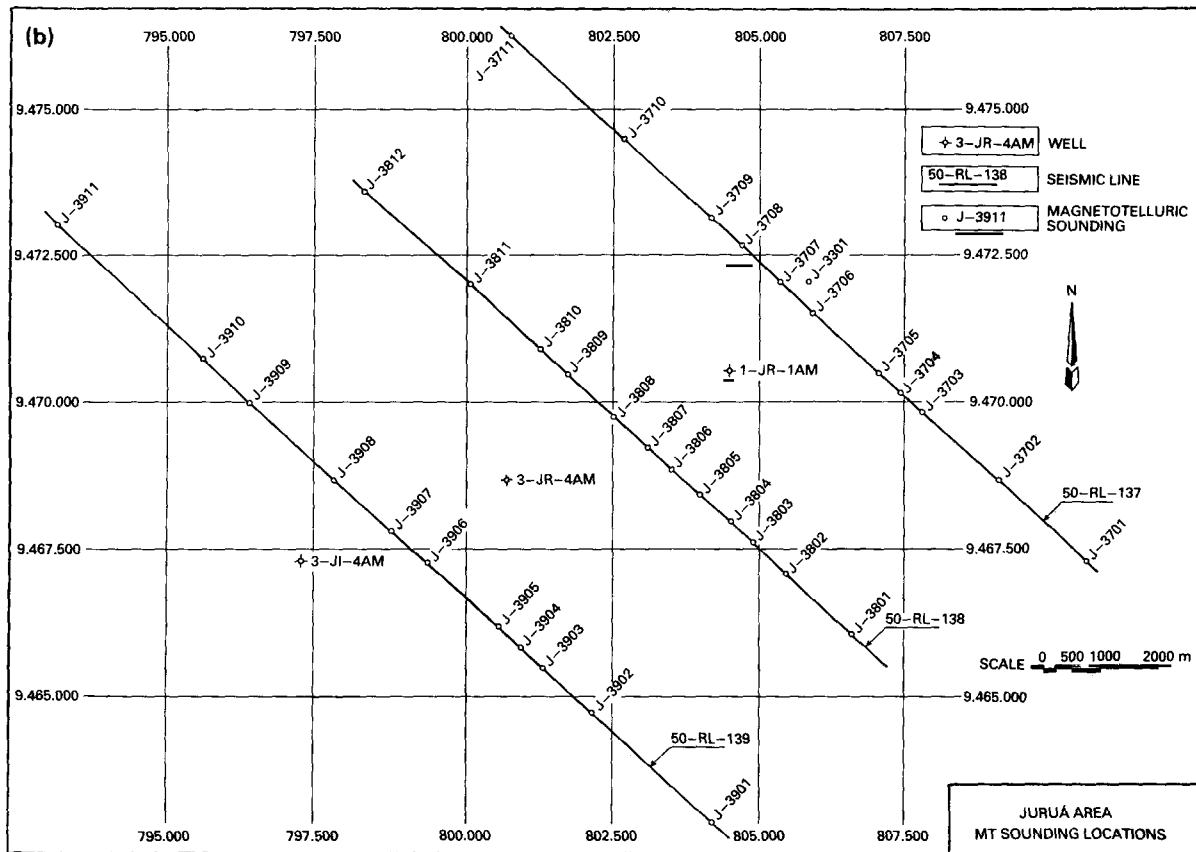 (b)
795.000 797.500 800.000 802.500 805.000 807.500
J-3711
9.475.000 9.475.000
J-3710
3-JR-4AM WELL
50-RL-138 SEISMIC LINE
J-3911 MAGNETOTELLURIC
SOUNDING
J-3911
J-3812
J-3709
J-3708
9.472.500 9.472.500
J-3811
J-3707
J-3301
J-3706
N
J-3910
J-3909
J-3810
J-3809
1-JR-1AM
J-3705
J-3704
J-3703
9.470.000 9.470.000
J-3808
J-3807
J-3806
J-3805
J-3804
J-3803
J-3802
J-3801
J-3908
J-3907
J-3906
3-JR-4AM
J-3702
50-RL-137
J-3701
9.467.500 9.467.500
3-JI-4AM
J-3905
J-3904
J-3903
J-3902
50-RL-138
SCALE 0 500 1000 2000 m
9.465.000 9.465.000
50-RL-139
J-3901
795.000 797.500 800.000 802.500 805.000 807.500
JURUÁ AREA
MT SOUNDING LOCATIONS